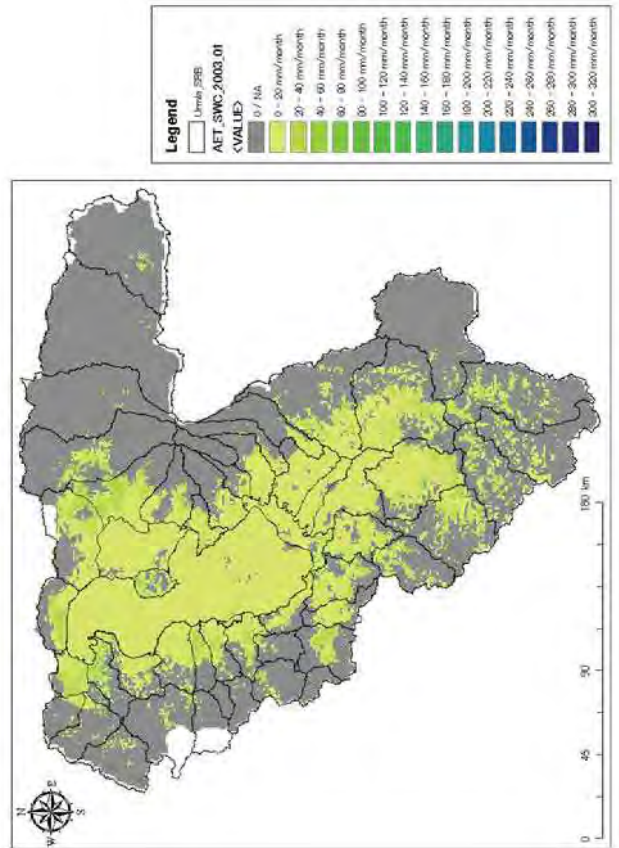 Legend
Urmia_SRB
AET_SWC_2003_01
<VALUE>
0 / NA
0 - 20 mm/month
20 - 40 mm/month
40 - 60 mm/month
60 - 80 mm/month
80 - 100 mm/month
100 - 120 mm/month
120 - 140 mm/month
140 - 160 mm/month
160 - 180 mm/month
180 - 200 mm/month
200 - 220 mm/month
220 - 240 mm/month
240 - 260 mm/month
260 - 280 mm/month
280 - 300 mm/month
300 - 320 mm/month
N
W E
S
0 45 90 180 km